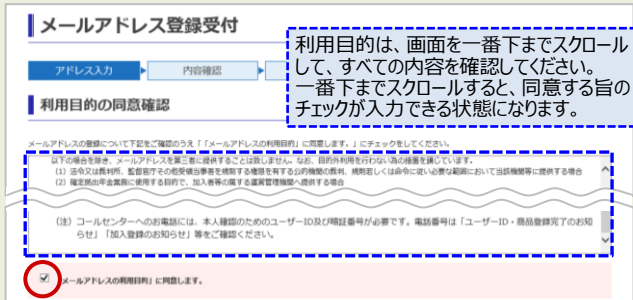 メールアドレス登録受付
利用目的は、画面を一番下までスクロール
して、すべての内容を確認してください。
一番下までスクロールすると、同意する旨の
チェックが入力できる状態になります。
アドレス入力
内容確認
利用目的の同意確認
メールアドレスの登録について下記をご確認のうえ「「メールアドレスの利用目的」に同意します。」にチェックをしてください。
以下の場合を除き、メールアドレスを第三者に提供することは致しません。なお、目的外利用を行わない為の措置を講じています。
(1) 法令又は裁判所、監督官庁その他受領当事者を規制する権限を有する公的機関の裁判、規則若しくは命令に従い必要な範囲において当該機関等に提供する場合
(2) 確定拠出年金業務に使用する目的で、加入者等の属する運営管理機関へ提供する場合
(注) コールセンターへのお電話には、本人確認のためのユーザーID及び暗証番号が必要です。電話番号は「ユーザーID・商品登録完了のお知
らせ」「加入登録のお知らせ」等をご確認ください。
メールアドレスの利用目的」に同意します。